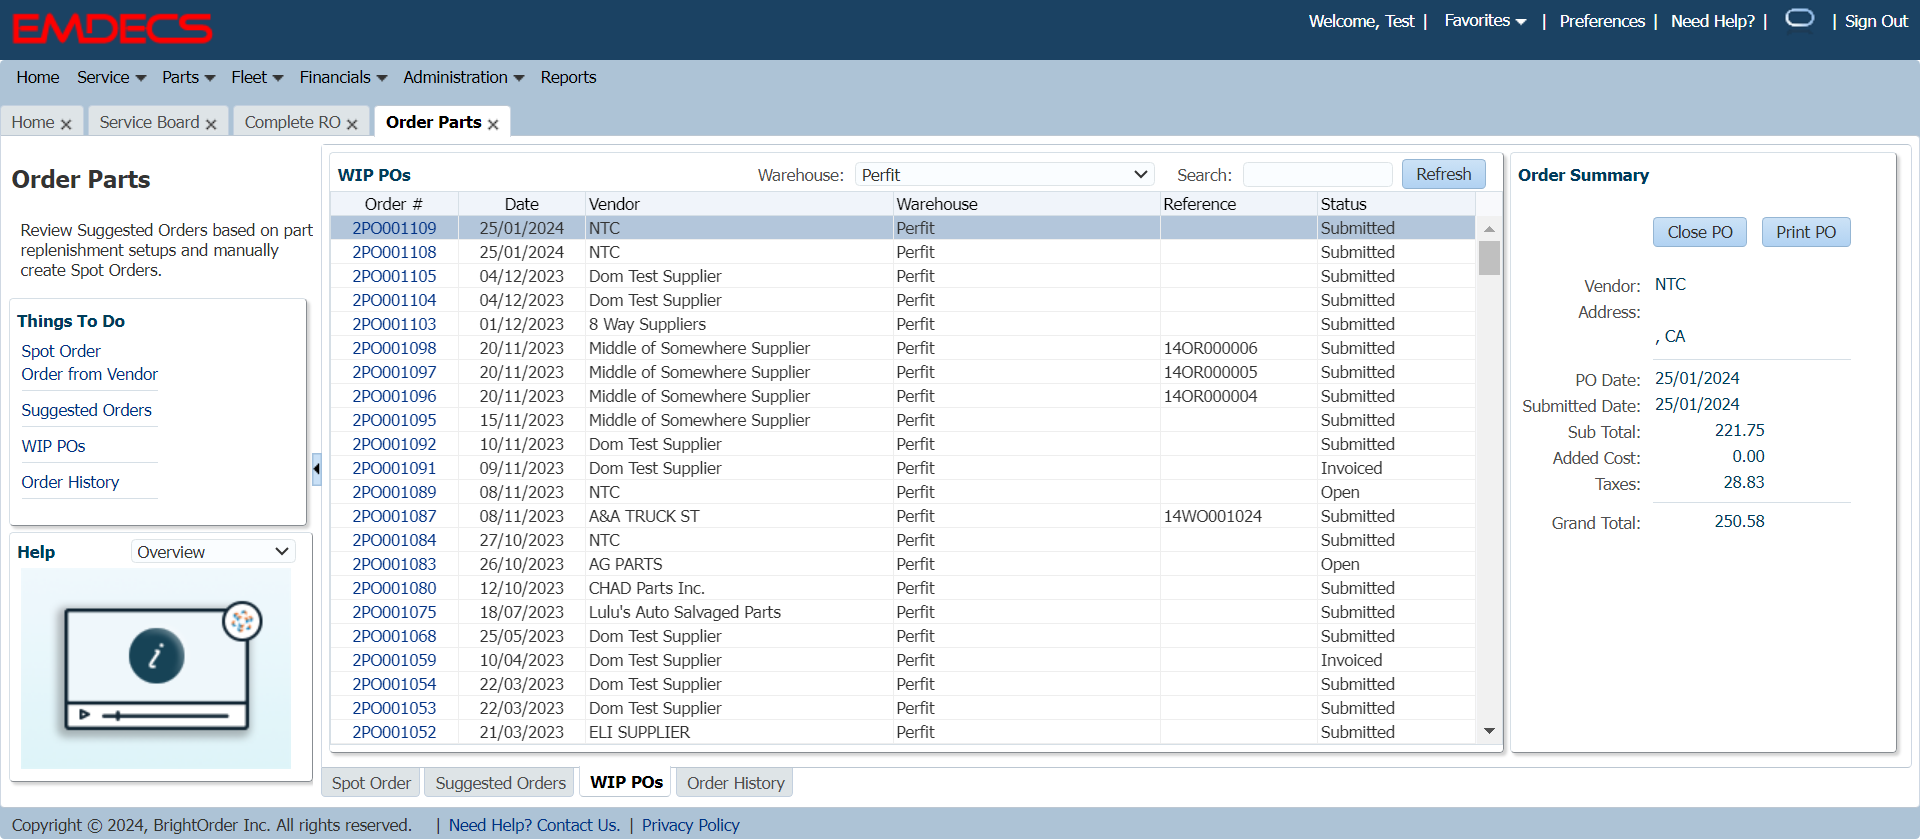 EMDECS
Welcome, Test | Favorites | Preferences | Need Help? | | Sign Out
Home Service Parts Fleet Financials Administration Reports
Home Service Board Complete RO Order Parts
Order Parts
Review Suggested Orders based on part
replenishment setups and manually
create Spot Orders.
Things To Do
Spot Order
Order from Vendor
Suggested Orders
WIP POs
Order History
Help Overview
i
WIP POs Warehouse: Perfit Search: Refresh
Order # Date Vendor Warehouse Reference Status
2PO001109 25/01/2024 NTC Perfit Submitted
2PO001108 25/01/2024 NTC Perfit Submitted
2PO001105 04/12/2023 Dom Test Supplier Perfit Submitted
2PO001104 04/12/2023 Dom Test Supplier Perfit Submitted
2PO001103 01/12/2023 8 Way Suppliers Perfit Submitted
2PO001098 20/11/2023 Middle of Somewhere Supplier Perfit 14OR000006 Submitted
2PO001097 20/11/2023 Middle of Somewhere Supplier Perfit 14OR000005 Submitted
2PO001096 20/11/2023 Middle of Somewhere Supplier Perfit 14OR000004 Submitted
2PO001095 15/11/2023 Middle of Somewhere Supplier Perfit Submitted
2PO001092 10/11/2023 Dom Test Supplier Perfit Submitted
2PO001091 09/11/2023 Dom Test Supplier Perfit Invoiced
2PO001089 08/11/2023 NTC Perfit Open
2PO001087 08/11/2023 A&A TRUCK ST Perfit 14WO001024 Submitted
2PO001084 27/10/2023 NTC Perfit Submitted
2PO001083 26/10/2023 AG PARTS Perfit Open
2PO001080 12/10/2023 CHAD Parts Inc. Perfit Submitted
2PO001075 18/07/2023 Lulu's Auto Salvaged Parts Perfit Submitted
2PO001068 25/05/2023 Dom Test Supplier Perfit Submitted
2PO001059 10/04/2023 Dom Test Supplier Perfit Invoiced
2PO001054 22/03/2023 Dom Test Supplier Perfit Submitted
2PO001053 22/03/2023 Dom Test Supplier Perfit Submitted
2PO001052 21/03/2023 ELI SUPPLIER Perfit Submitted
Order Summary
Close PO Print PO
Vendor: NTC
Address:
, CA
PO Date: 25/01/2024
Submitted Date: 25/01/2024
Sub Total: 221.75
Added Cost: 0.00
Taxes: 28.83
Grand Total: 250.58
Spot Order Suggested Orders WIP POs Order History
Copyright © 2024, BrightOrder Inc. All rights reserved. | Need Help? Contact Us. | Privacy Policy